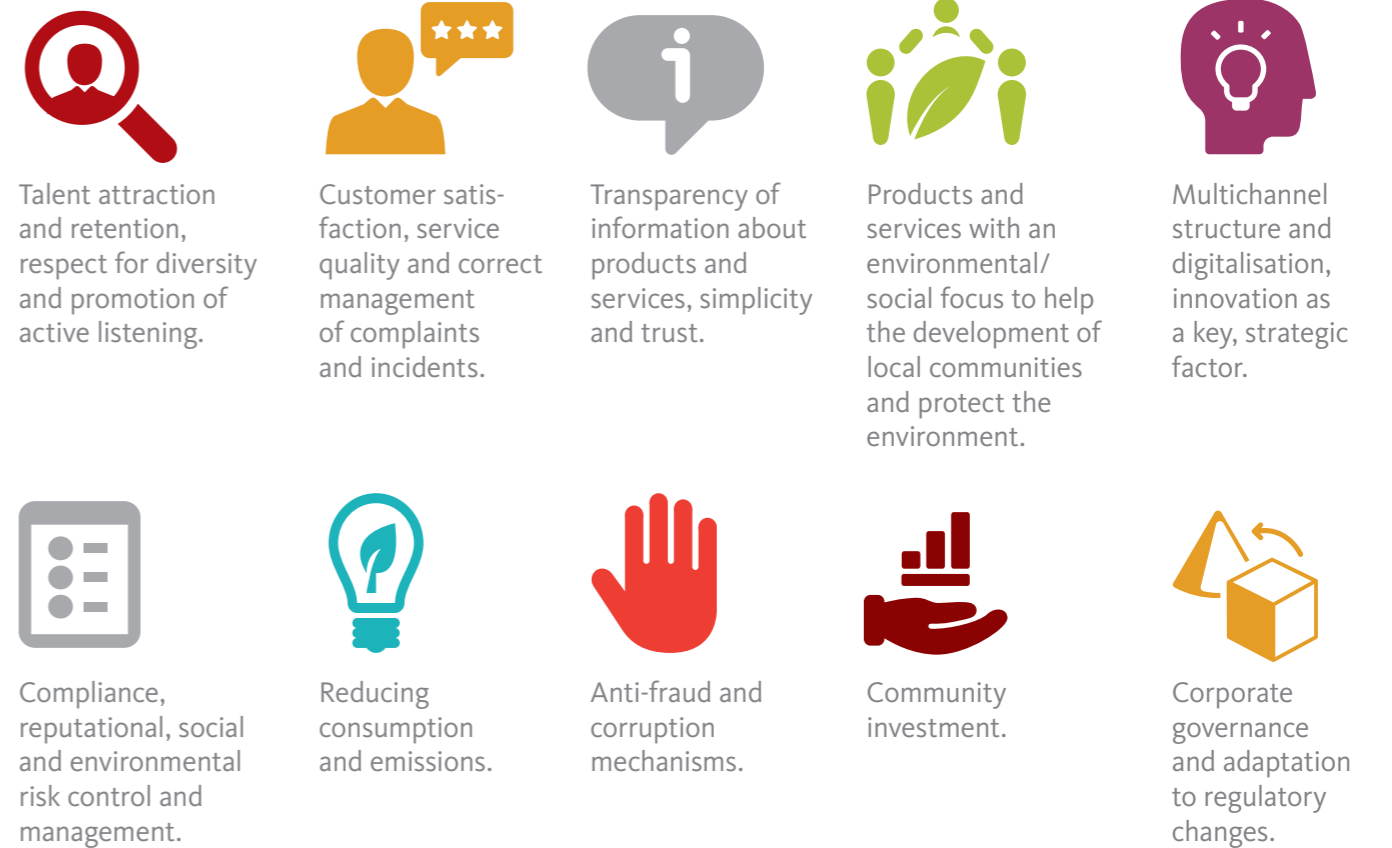 Talent attraction
and retention,
respect for diversity
and promotion of
active listening.
Customer satis-
faction, service
quality and correct
management
of complaints
and incidents.
Transparency of
information about
products and
services, simplicity
and trust.
Products and
services with an
environmental/
social focus to help
the development of
local communities
and protect the
environment.
Multichannel
structure and
digitalisation,
innovation as
a key, strategic
factor.
Compliance,
reputational, social
and environmental
risk control and
management.
Reducing
consumption
and emissions.
Anti-fraud and
corruption
mechanisms.
Community
investment.
Corporate
governance
and adaptation
to regulatory
changes.